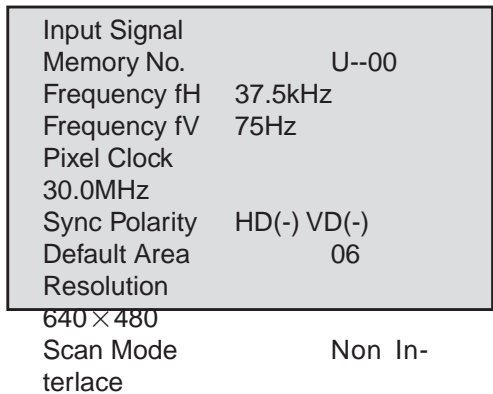 Input Signal
Memory No. U--00
Frequency fH 37.5kHz
Frequency fV 75Hz
Pixel Clock
30.0MHz
Sync Polarity HD(-) VD(-)
Default Area 06
Resolution
640×480
Scan Mode Non In-
terlace